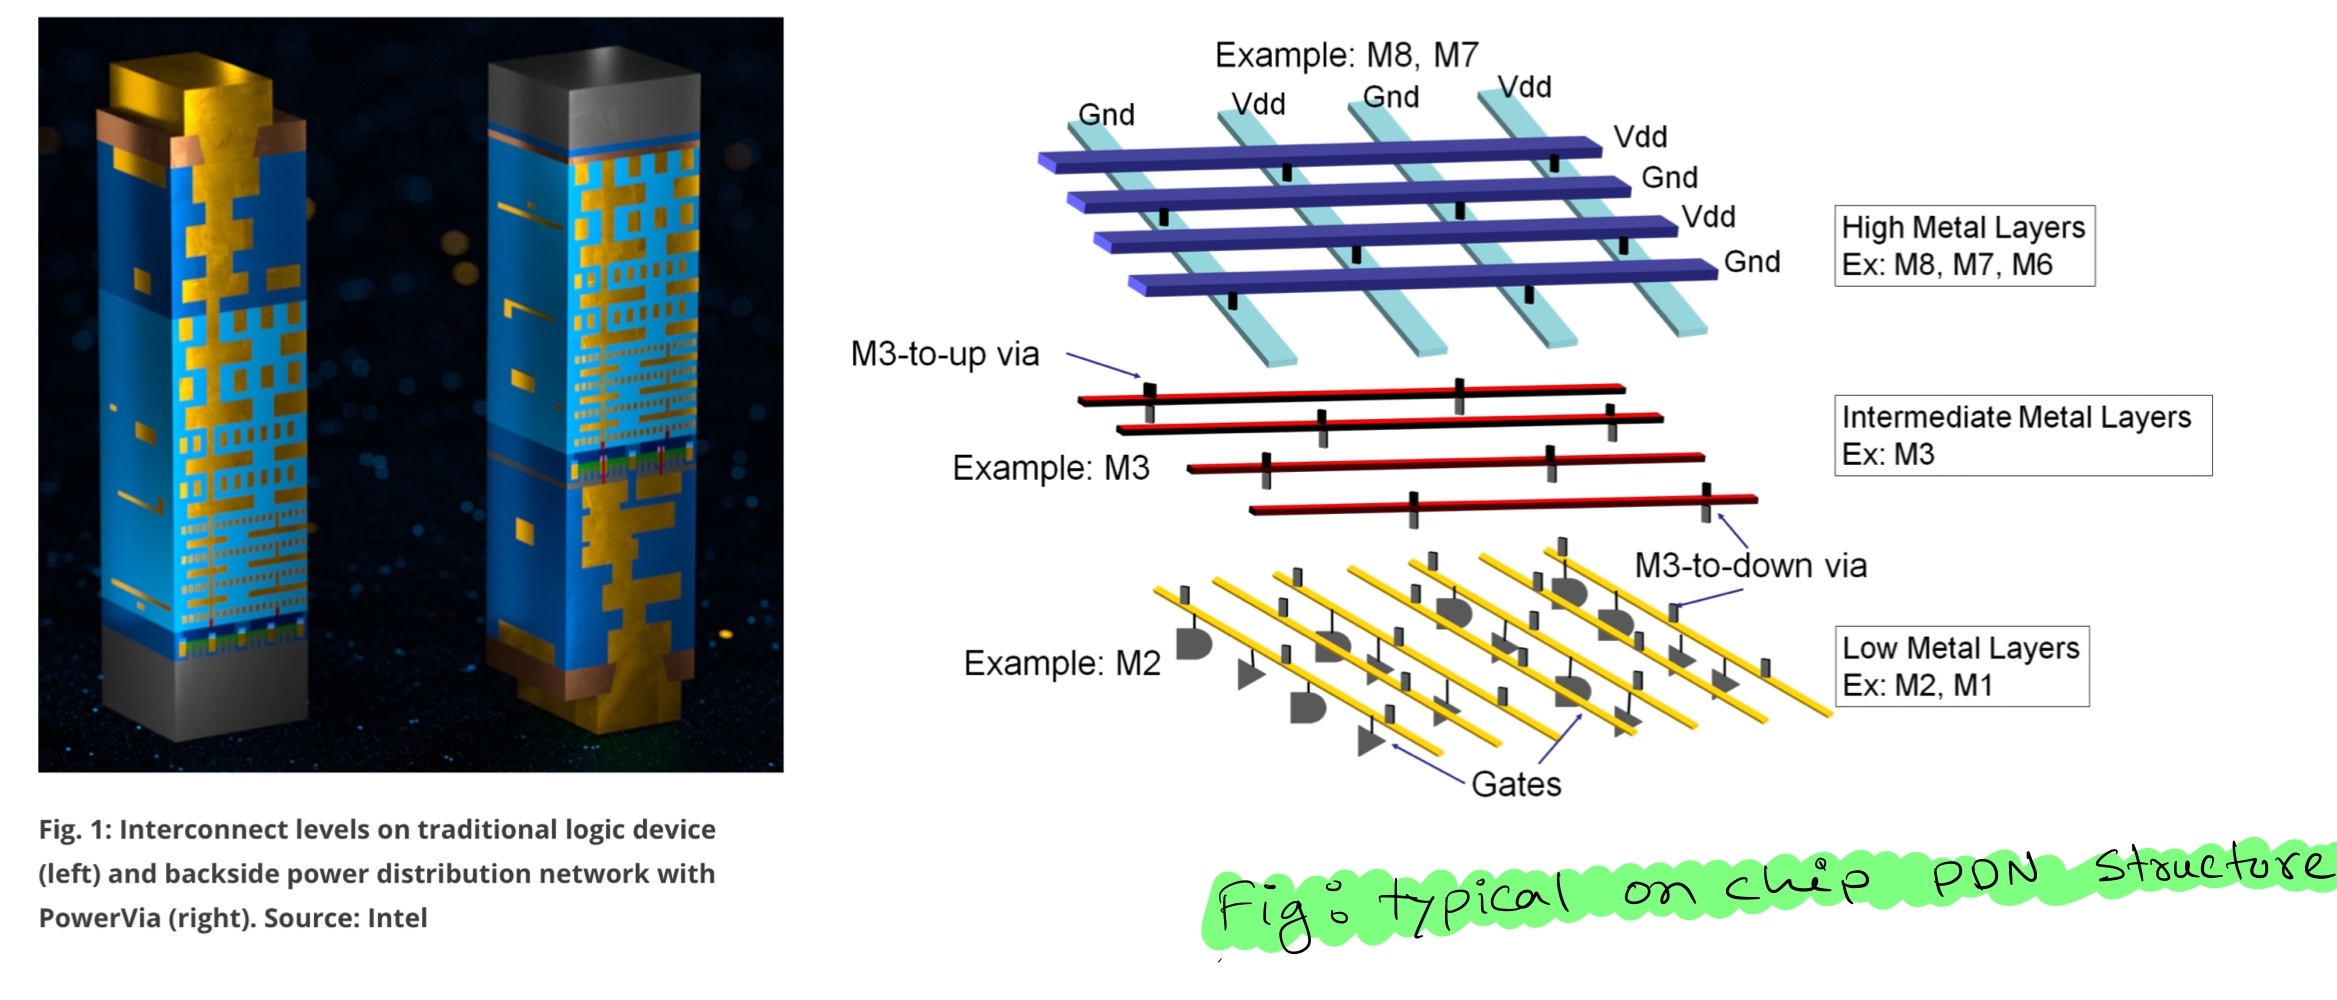 Fig. 1: Interconnect levels on traditional logic device
(left) and backside power distribution network with
PowerVia (right). Source: Intel
Example: M8, M7
Gnd
Vdd
Gnd
Vdd
Vdd
Gnd
Vdd
Gnd
High Metal Layers
Ex: M8, M7, M6
M3-to-up via
Example: M3
Intermediate Metal Layers
Ex: M3
M3-to-down via
Example: M2
Low Metal Layers
Ex: M2, M1
Gates
Fig: typical on chip PDN structure